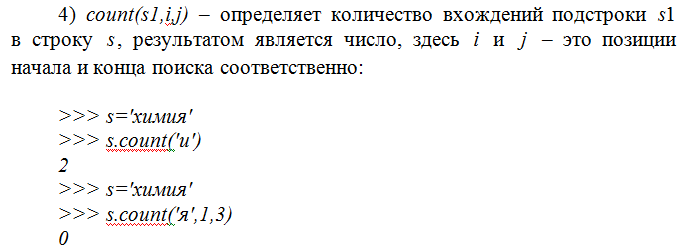 4) count(s1,i,j) – определяет количество вхождений подстроки s1
в строку s, результатом является число, здесь i и j – это позиции
начала и конца поиска соответственно:
>>> s='химия'
>>> s.count('и')
2
>>> s='химия'
>>> s.count('я',1,3)
0